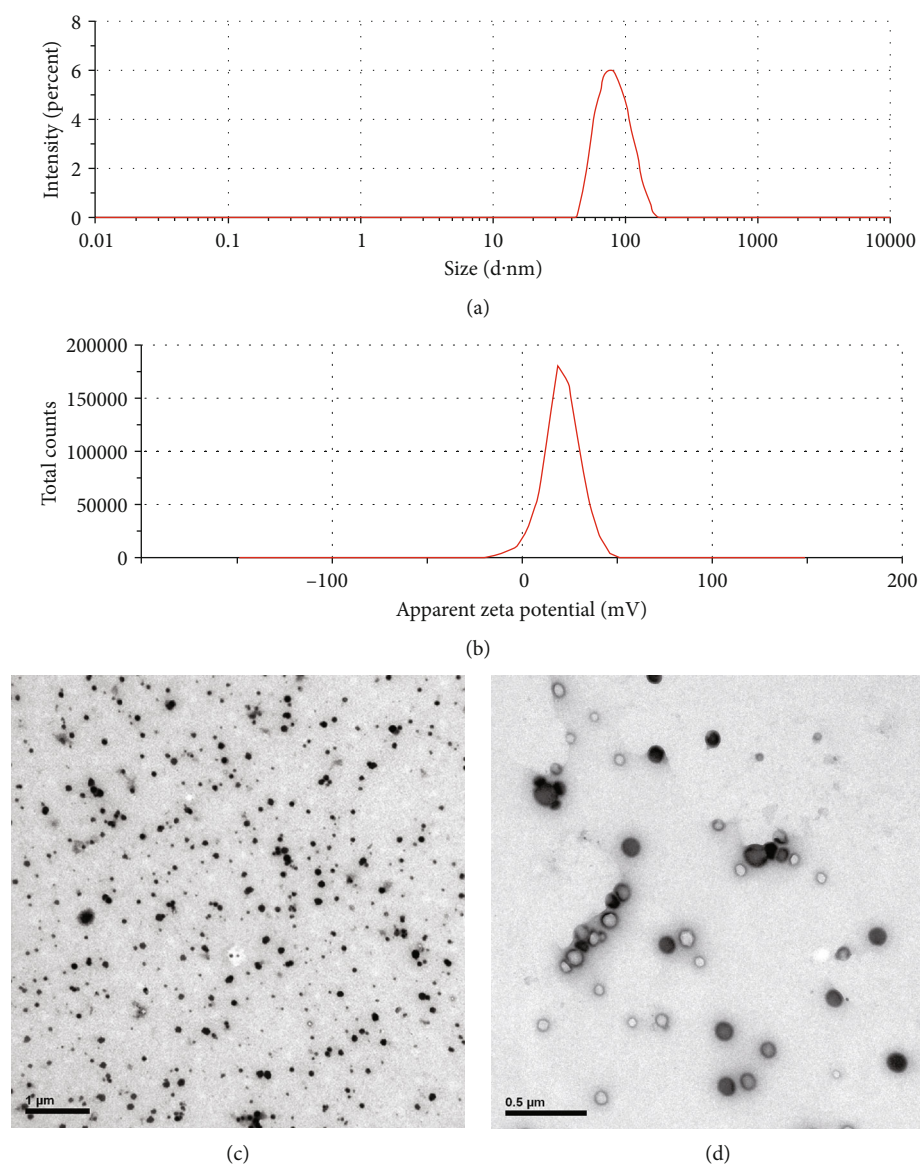 8
6
4
2
0
Intensity (percent)
0.01 0.1 1 10 100 1000 10000
Size (d·nm)
(a)
200000
150000
100000
50000
0
Total counts
−100 0 100 200
Apparent zeta potential (mV)
(b)
1 μm
0.5 μm
(c) (d)